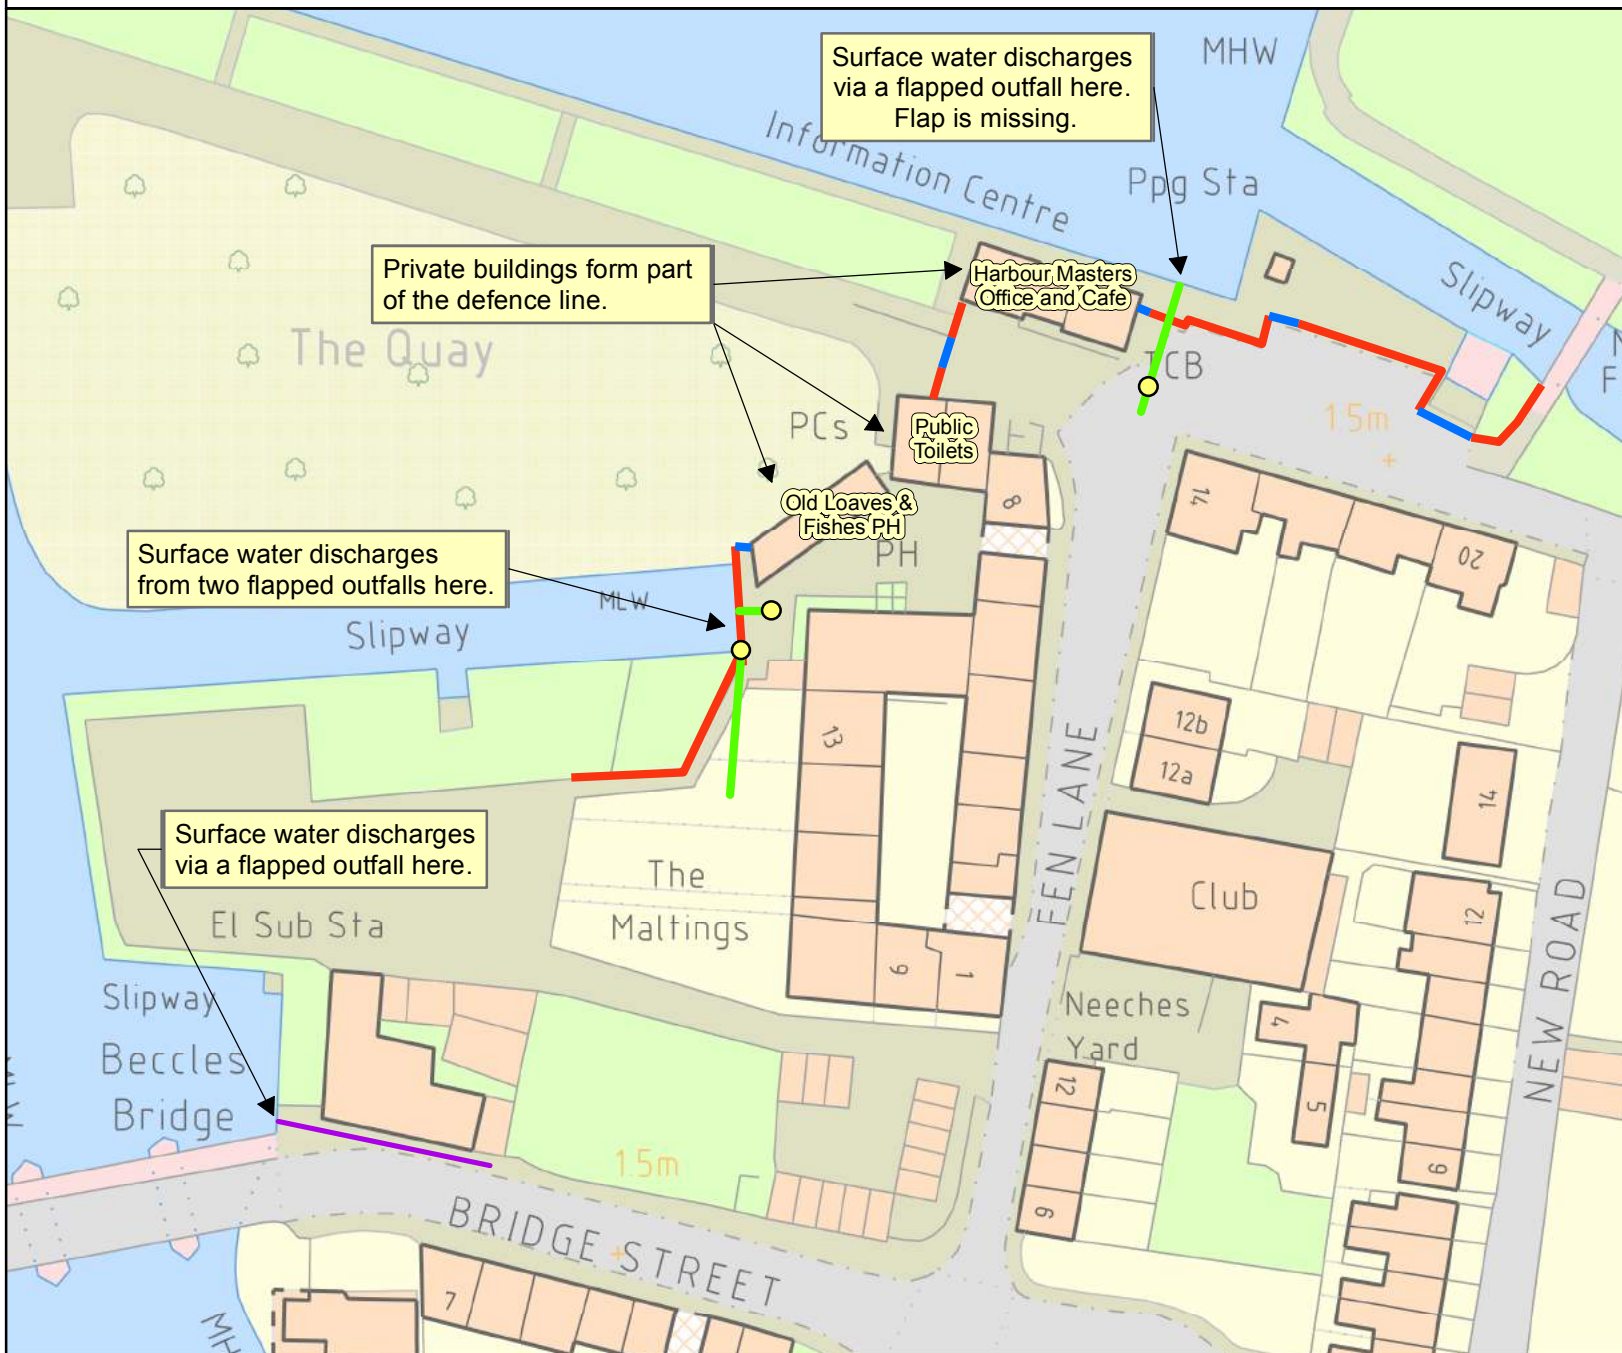 MHW
Surface water discharges
via a flapped outfall here.
Flap is missing.
Information Centre
Ppg Sta
Slipway
Private buildings form part
of the defence line.
Harbour Masters
Office and Cafe
The Quay
TCB
1.5m
N
F
PCs
Public
Toilets
Old Loaves &
Fishes PH
PH
8
14
20
Surface water discharges
from two flapped outfalls here.
MLW
Slipway
13
12b
12a
14
FEN LANE
Surface water discharges
via a flapped outfall here.
The
Maltings
Club
12
El Sub Sta
9
1
NEW ROAD
Slipway
Neeches
Yard
4
5
Beccles
Bridge
12
9
6
1.5m
BRIDGE STREET
7